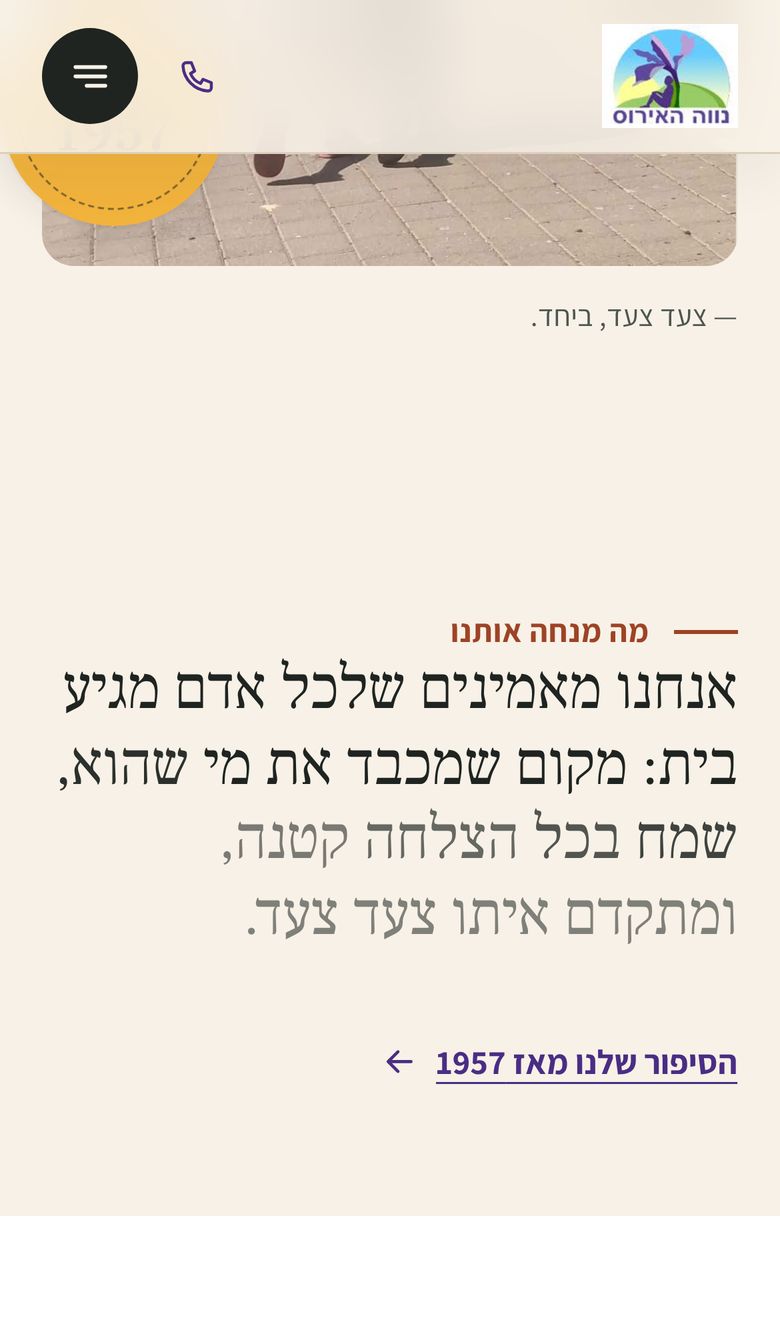 נווה האירוס
1957
— צעד צעד, ביחד.
מה מנחה אותנו
אנחנו מאמינים שלכל אדם מגיע
בית: מקום שמכבד את מי שהוא,
שמח בכל הצלחה קטנה,
ומתקדם איתו צעד צעד.
הסיפור שלנו מאז 1957 ←